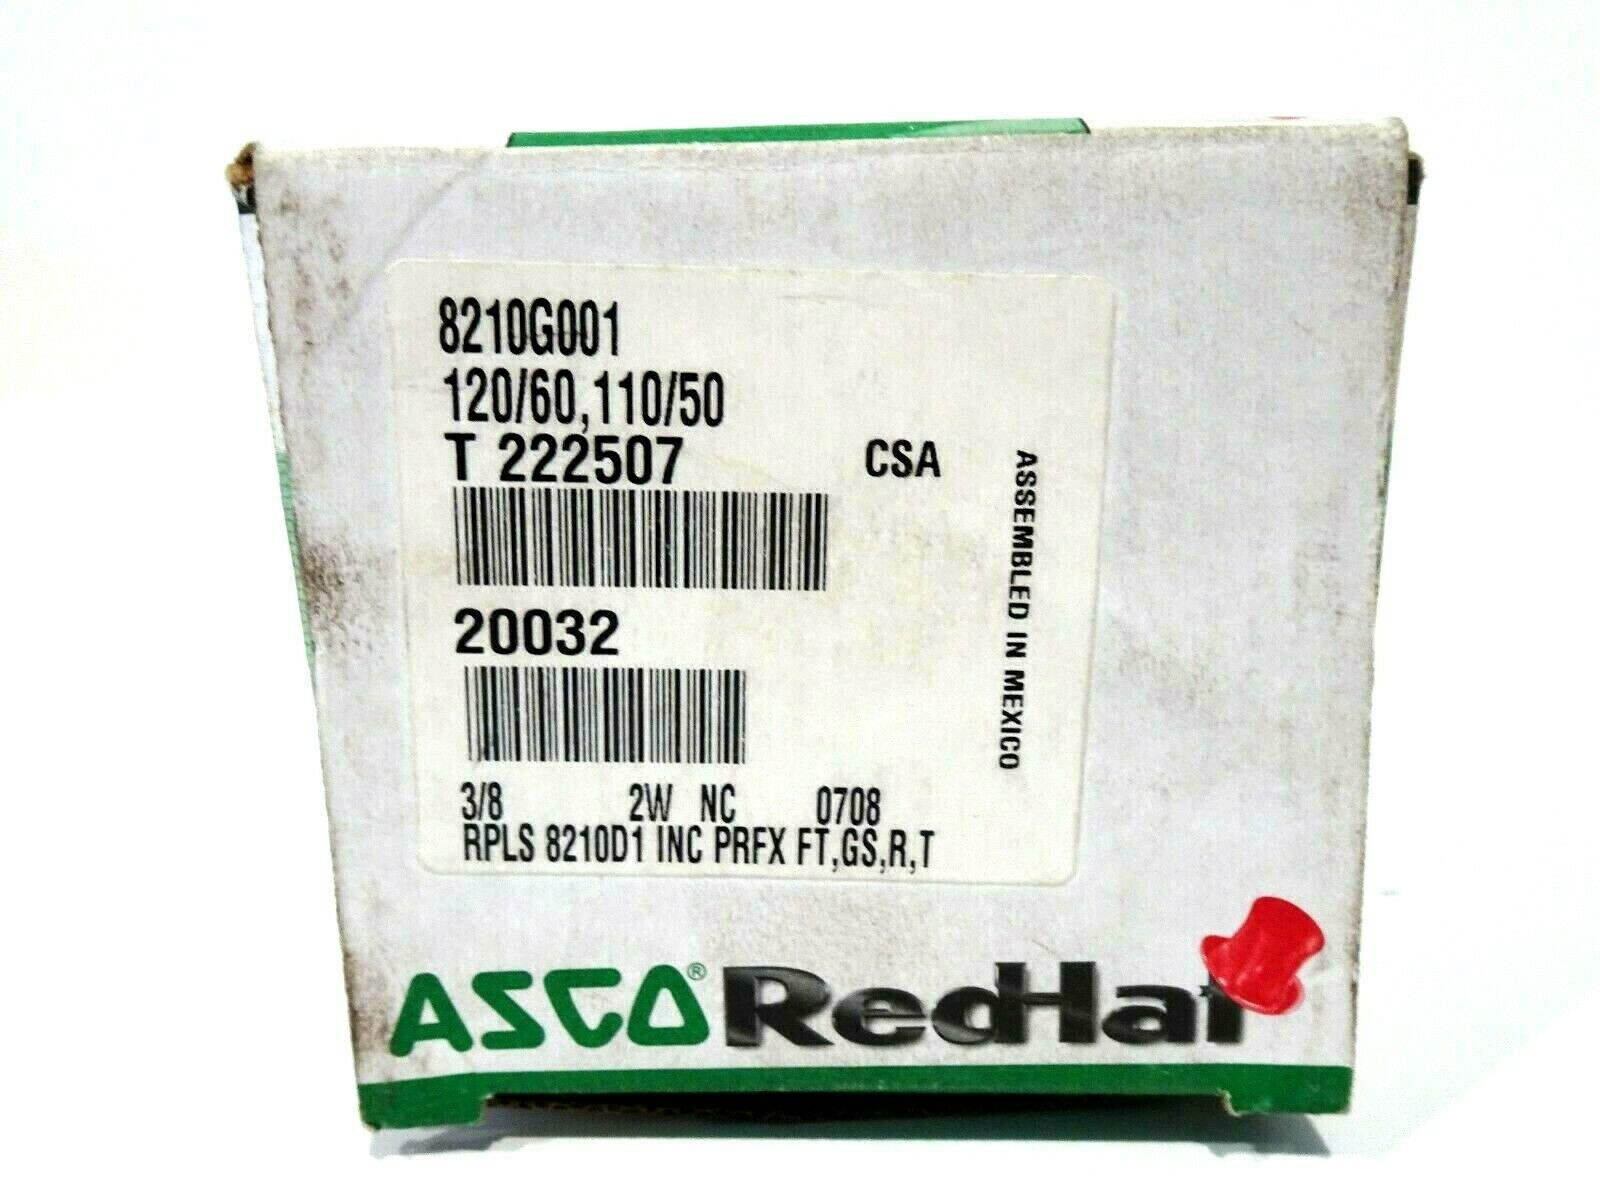 8210G001
120/60,110/50
T 222507
CSA
ASSEMBLED IN MEXICO
20032
3/8 2W NC 0708
RPLS 8210D1 INC PRFX FT,GS,R,T
ASCO® RedHat